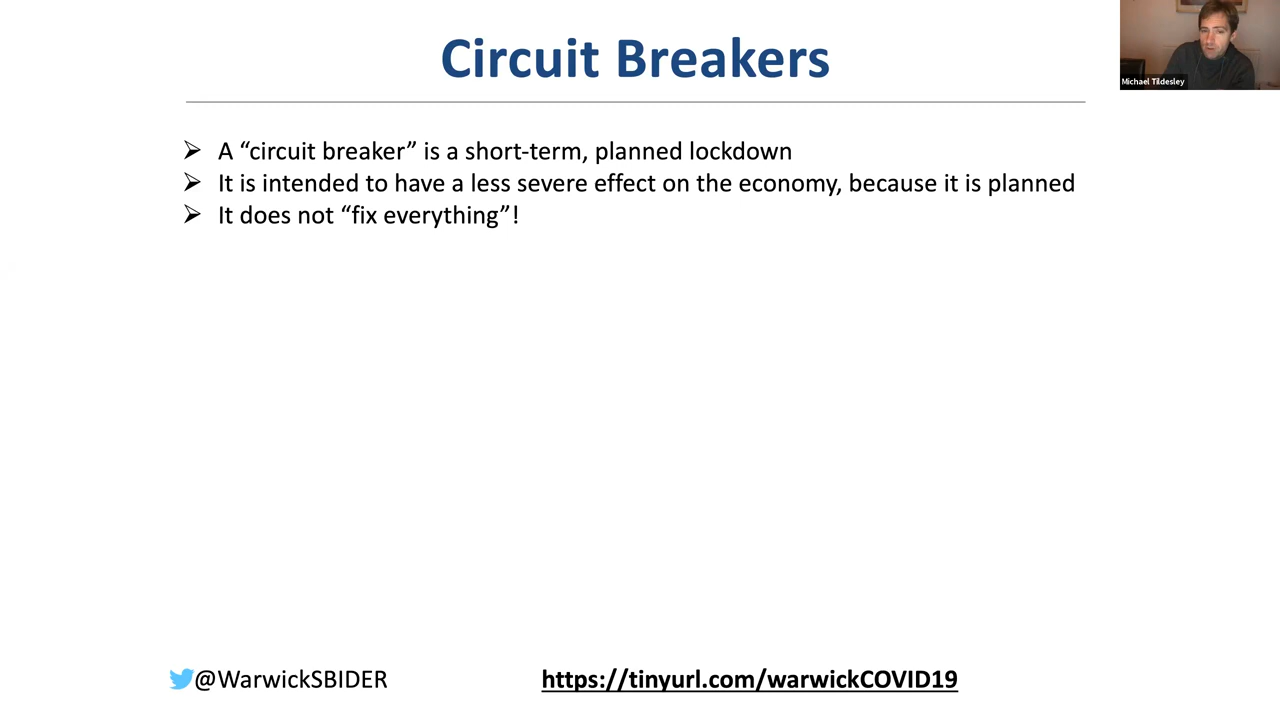 Circuit Breakers
Michael Tildesley
➢ A “circuit breaker” is a short-term, planned lockdown
➢ It is intended to have a less severe effect on the economy, because it is planned
➢ It does not “fix everything”!
@WarwickSBIDER
https://tinyurl.com/warwickCOVID19